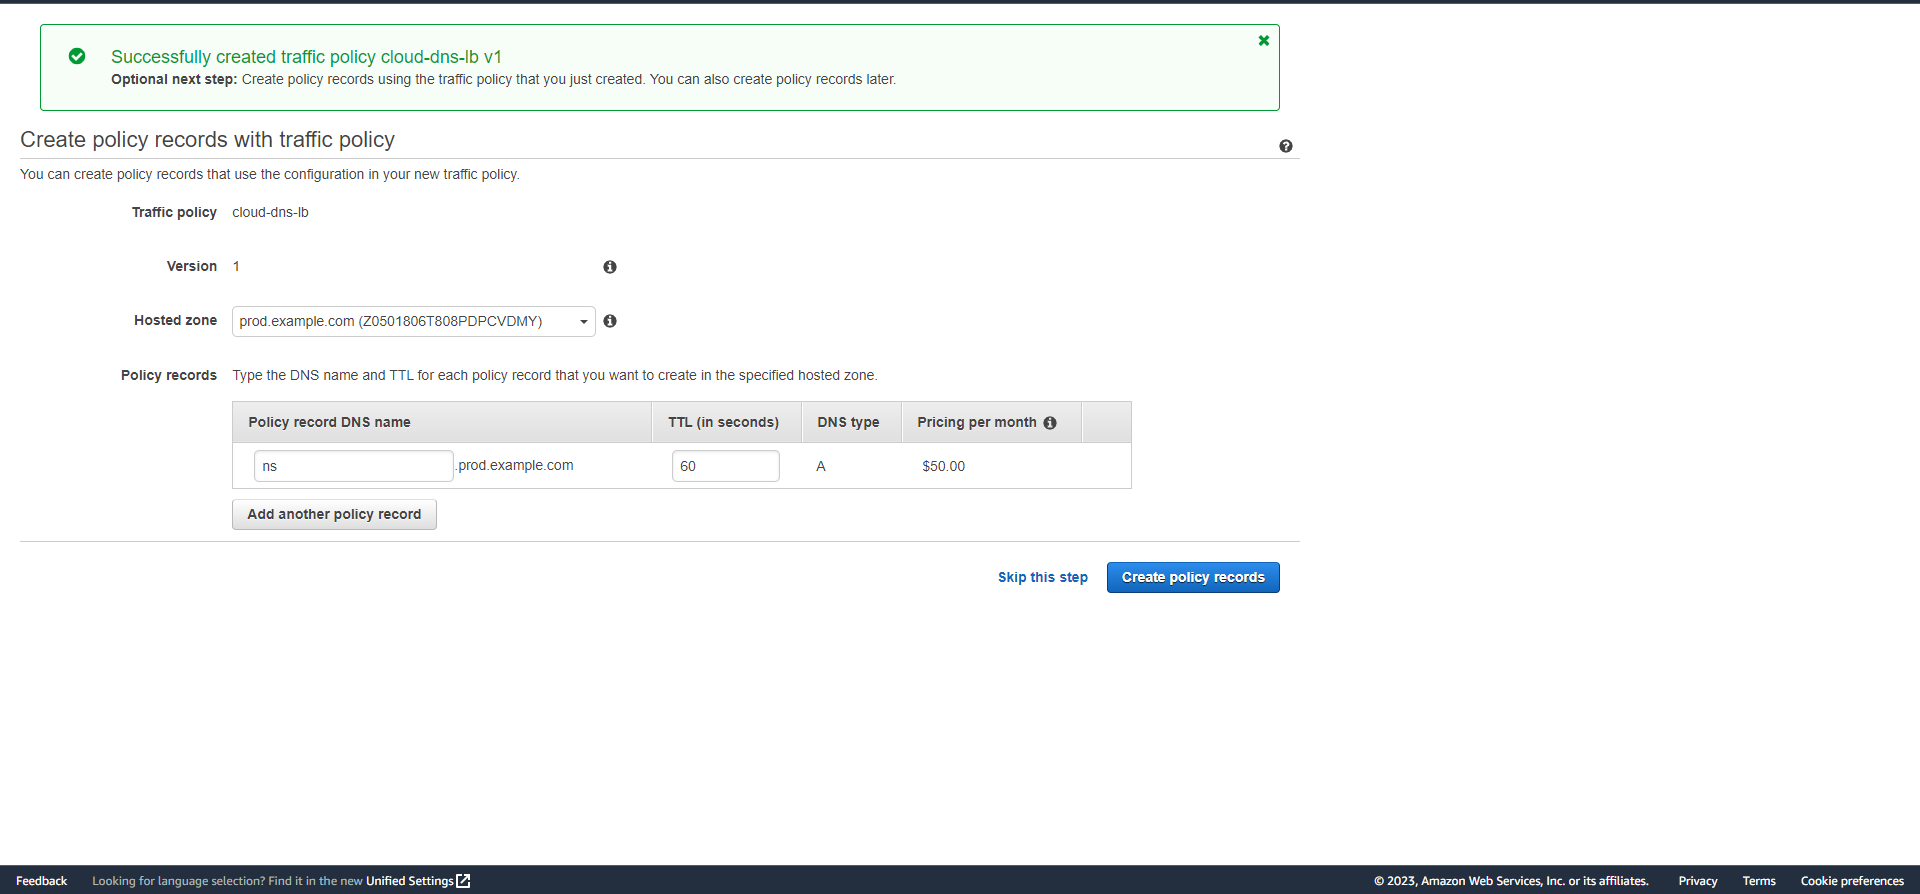 Successfully created traffic policy cloud-dns-lb v1
Optional next step: Create policy records using the traffic policy that you just created. You can also create policy records later.
Create policy records with traffic policy
You can create policy records that use the configuration in your new traffic policy.
Traffic policy cloud-dns-lb
Version 1
Hosted zone prod.example.com (Z0501806T808PDPCVDMY)
Policy records Type the DNS name and TTL for each policy record that you want to create in the specified hosted zone.
Policy record DNS name TTL (in seconds) DNS type Pricing per month
ns .prod.example.com 60 A $50.00
Add another policy record
Skip this step Create policy records
Feedback Looking for language selection? Find it in the new Unified Settings © 2023, Amazon Web Services, Inc. or its affiliates. Privacy Terms Cookie preferences